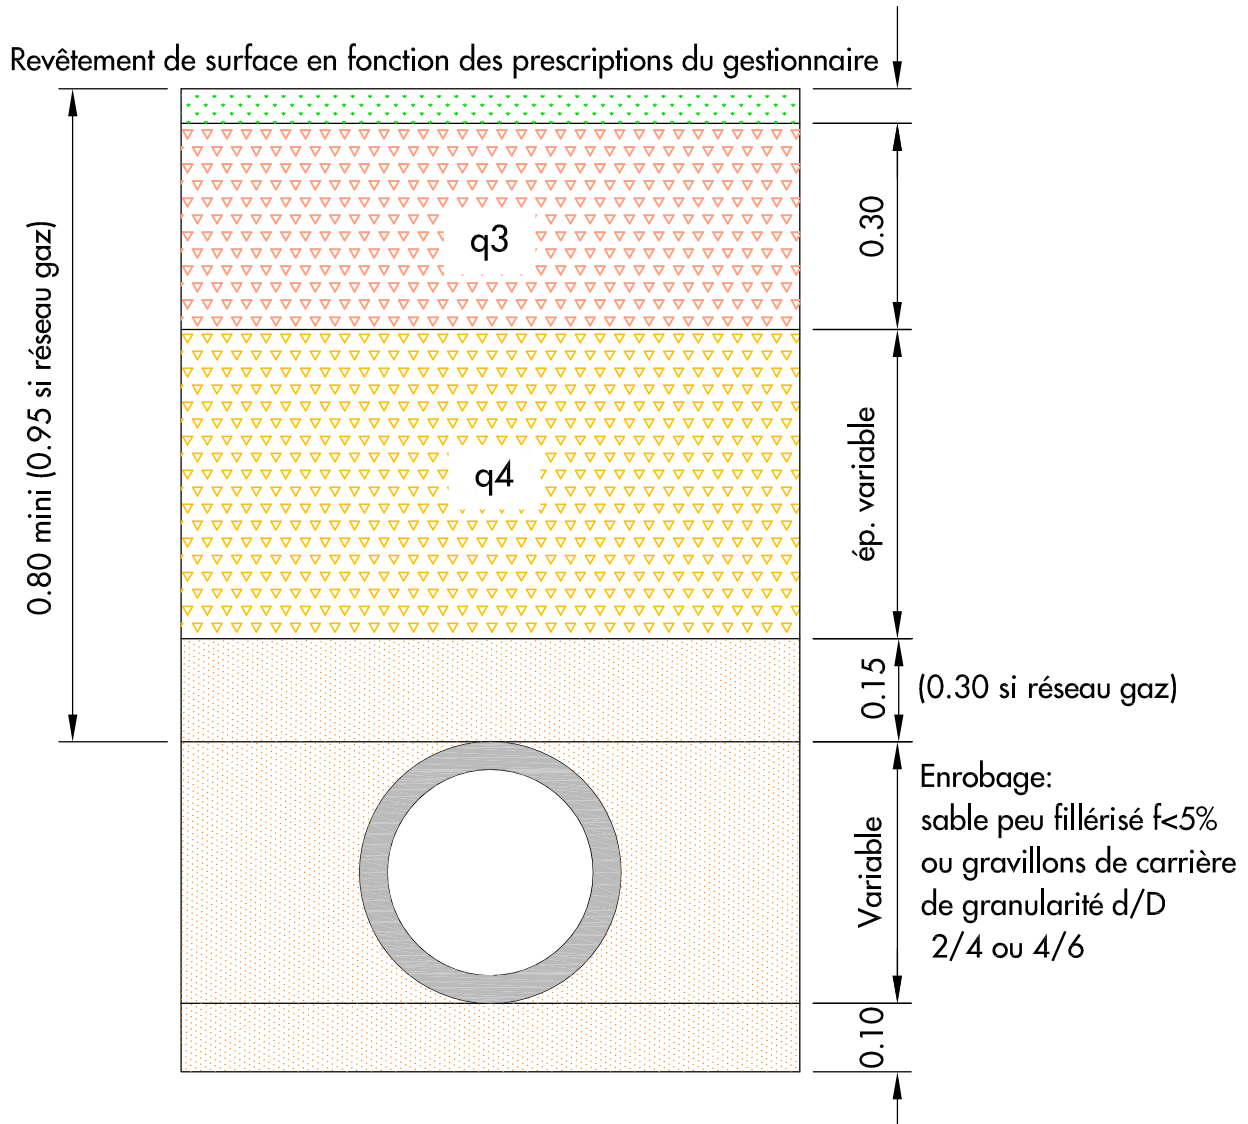 Revêtement de surface en fonction des prescriptions du gestionnaire
0.80 mini (0.95 si réseau gaz)
q3
0.30
q4
ép. variable
0.15
(0.30 si réseau gaz)
Variable
Enrobage:
sable peu fillérisé f<5%
ou gravillons de carrière
de granularité d/D
2/4 ou 4/6
0.10